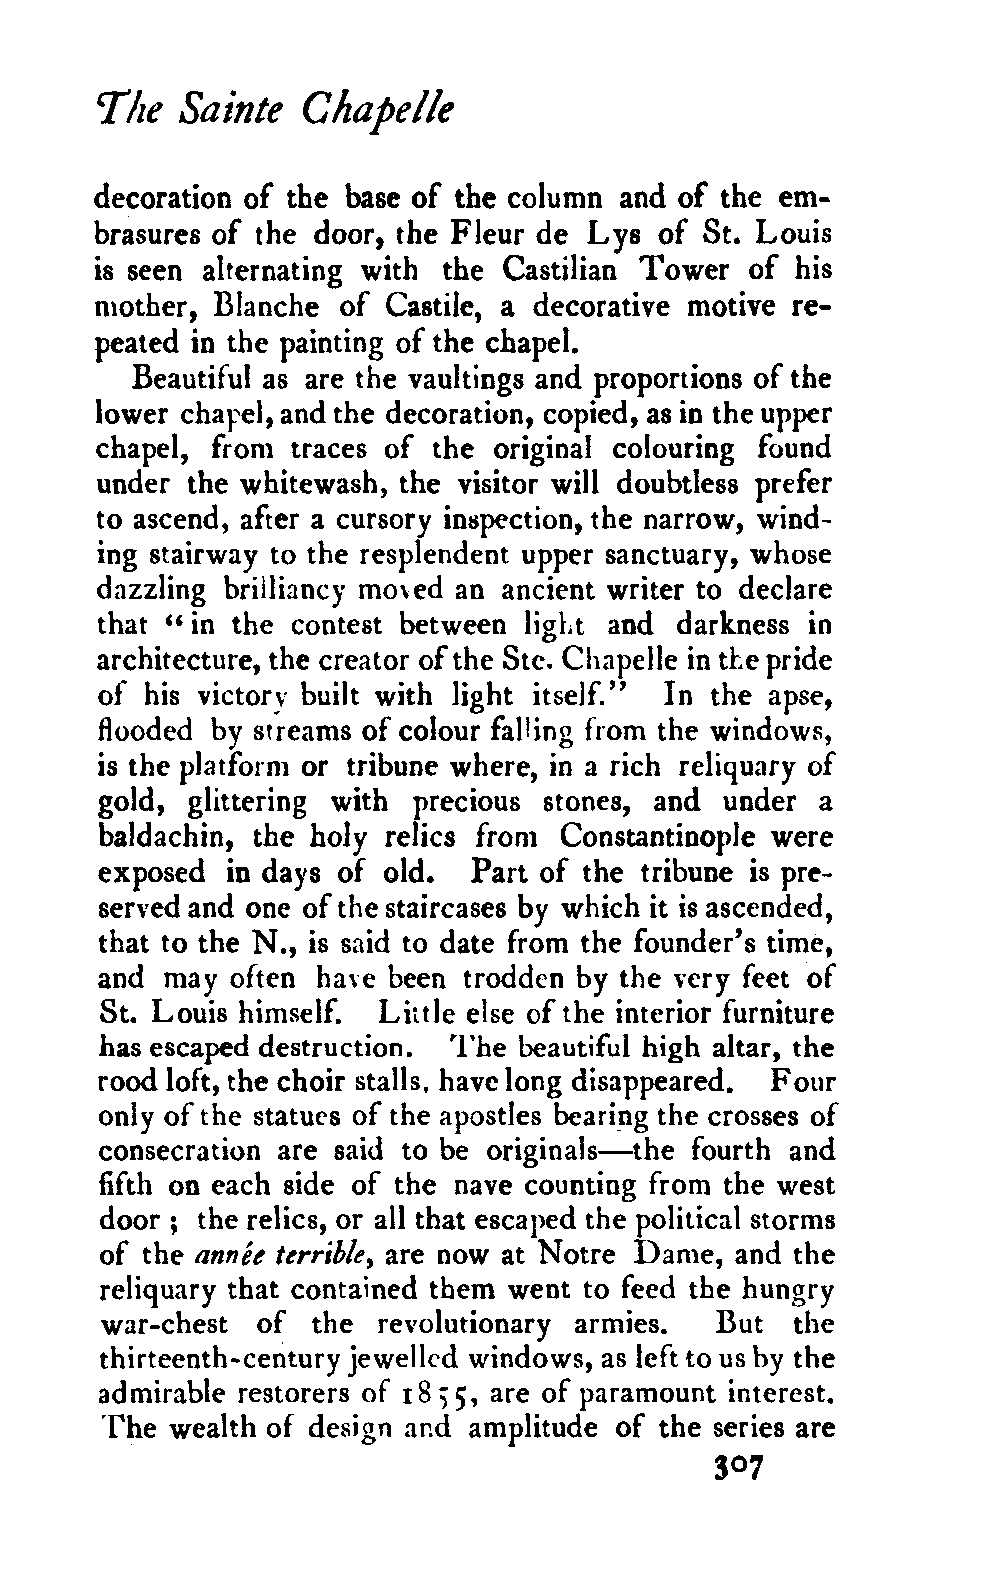 The Sainte Chapelle
decoration of the base of the column and of the em-
brasures of the door, the Fleur de Lys of St. Louis
is seen alternating with the Castilian Tower of his
mother, Blanche of Castile, a decorative motive re-
peated in the painting of the chapel.
Beautiful as are the vaultings and proportions of the
lower chapel, and the decoration, copied, as in the upper
chapel, from traces of the original colouring found
under the whitewash, the visitor will doubtless prefer
to ascend, after a cursory inspection, the narrow, wind-
ing stairway to the resplendent upper sanctuary, whose
dazzling brilliancy moved an ancient writer to declare
that “in the contest between light and darkness in
architecture, the creator of the Ste. Chapelle in the pride
of his victory built with light itself.” In the apse,
flooded by streams of colour falling from the windows,
is the platform or tribune where, in a rich reliquary of
gold, glittering with precious stones, and under a
baldachin, the holy relics from Constantinople were
exposed in days of old. Part of the tribune is pre-
served and one of the staircases by which it is ascended,
that to the N., is said to date from the founder’s time,
and may often have been trodden by the very feet of
St. Louis himself. Little else of the interior furniture
has escaped destruction. The beautiful high altar, the
rood loft, the choir stalls, have long disappeared. Four
only of the statues of the apostles bearing the crosses of
consecration are said to be originals—the fourth and
fifth on each side of the nave counting from the west
door ; the relics, or all that escaped the political storms
of the année terrible, are now at Notre Dame, and the
reliquary that contained them went to feed the hungry
war-chest of the revolutionary armies. But the
thirteenth-century jewelled windows, as left to us by the
admirable restorers of 1855, are of paramount interest.
The wealth of design and amplitude of the series are
307